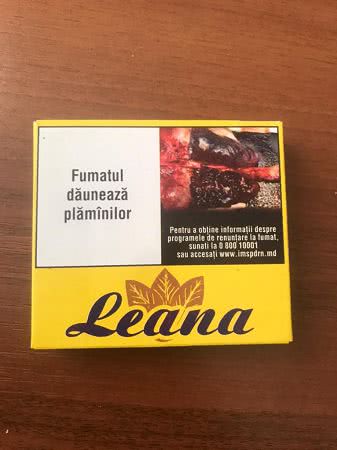 Fumatul
dăunează
plămînilor
Pentru a obține informații despre
programele de renunțare la fumat,
sunați la 0 800 10001
sau accesați www.imspdrn.md
Leana